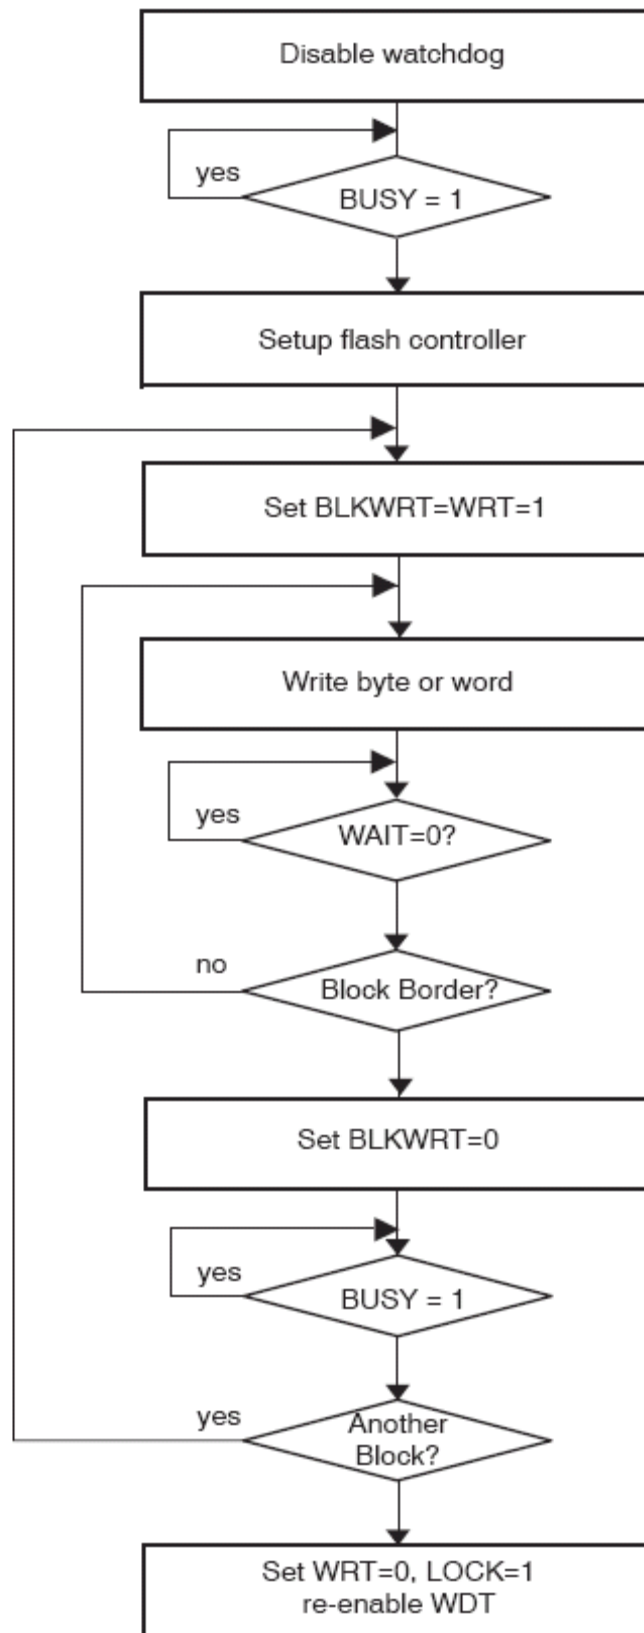 Disable watchdog
yes
BUSY = 1
Setup flash controller
Set BLKWRT=WRT=1
Write byte or word
yes
WAIT=0?
no
Block Border?
Set BLKWRT=0
yes
BUSY = 1
yes
Another
Block?
Set WRT=0, LOCK=1
re-enable WDT